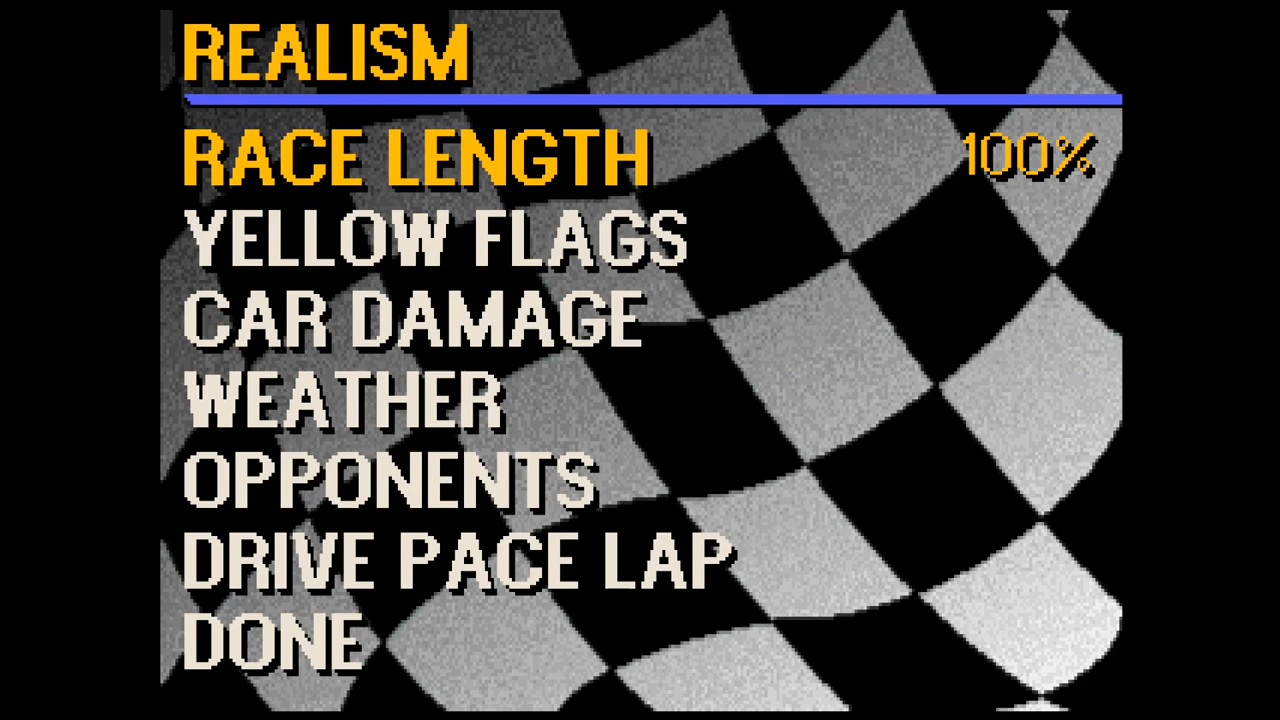 REALISM
RACE LENGTH 100%
YELLOW FLAGS
CAR DAMAGE
WEATHER
OPPONENTS
DRIVE PACE LAP
DONE